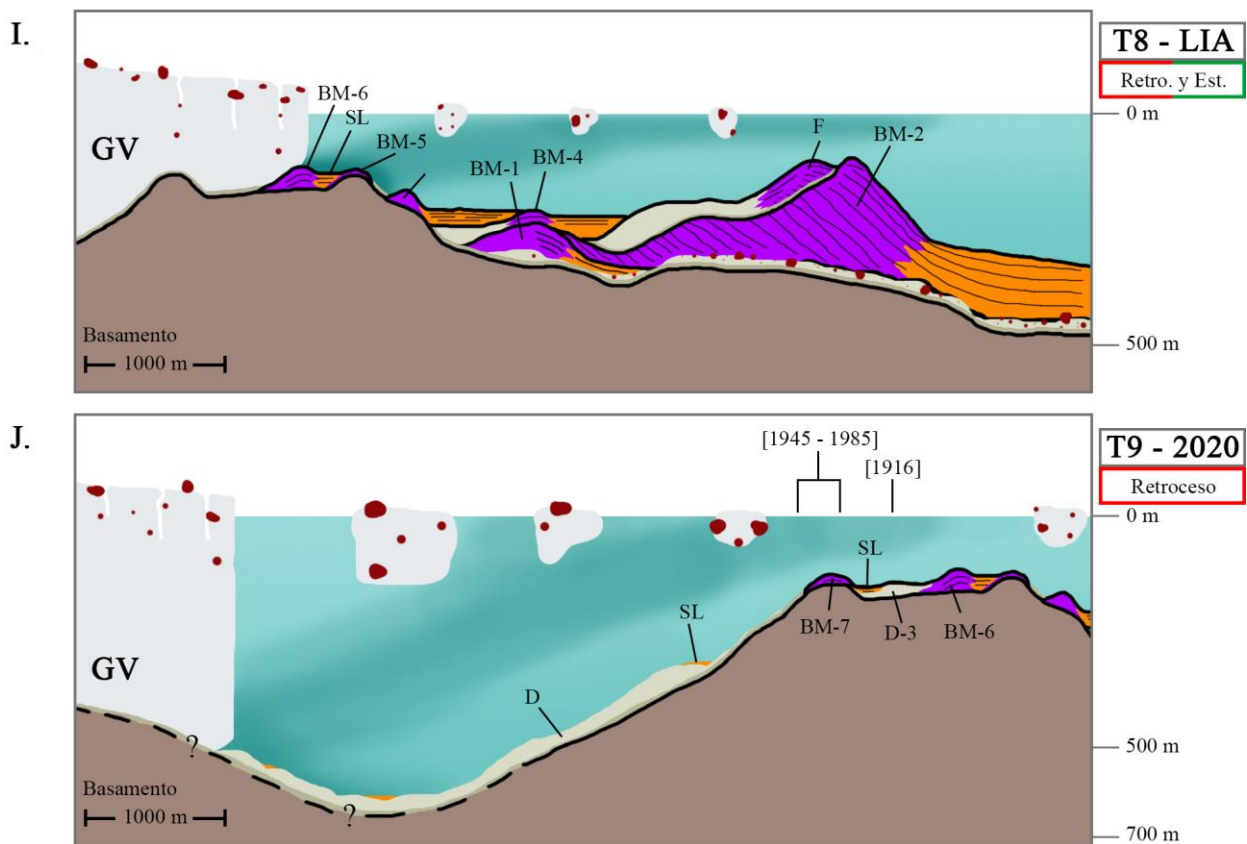 I.
T8 - LIA
Retro. y Est.
BM-6
SL
BM-5
GV
BM-1
BM-4
F
BM-2
0 m
500 m
Basamento
1000 m
J.
[1945 - 1985]
[1916]
T9 - 2020
Retroceso
0 m
SL
SL
GV
BM-7
D-3
BM-6
D
?
?
500 m
Basamento
1000 m
700 m